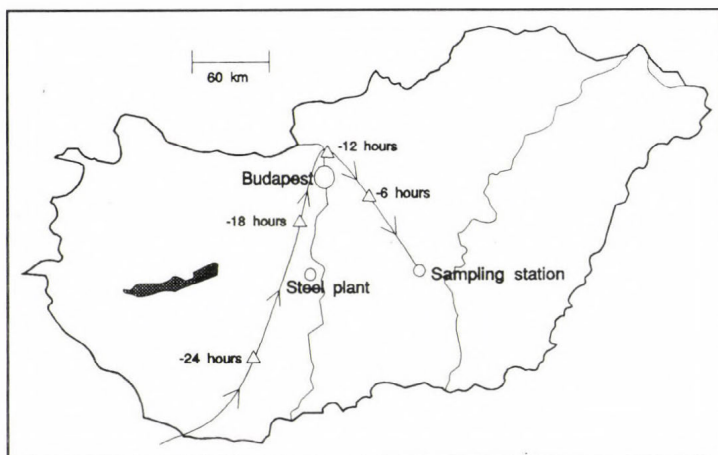 60 km
-12 hours
Budapest
-6 hours
-18 hours
Sampling station
Steel plant
-24 hours